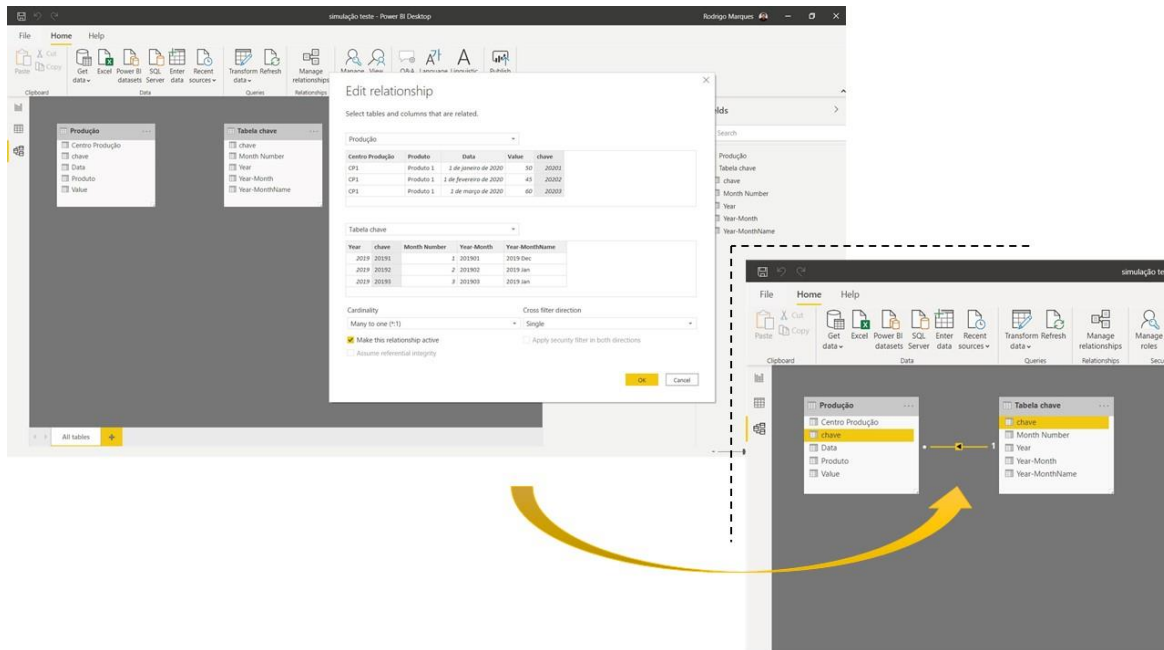 simulação teste - Power BI Desktop
Rodrigo Marques
File Home Help
Paste
Cut
Copy
Get data
Excel
Power BI datasets
SQL Server
Enter data
Recent sources
Transform data
Refresh
Manage relationships
Manage
View
Q&A
Language
Linguistic
Publish
Clipboard
Data
Queries
Relationships
Produção
Centro Produção
chave
Data
Produto
Value
Tabela chave
chave
Month Number
Year
Year-Month
Year-MonthName
Edit relationship
Select tables and columns that are related.
Produção
Centro Produção Produto Data Value chave
CP1 Produto 1 1 de janeiro de 2020 50 20201
CP1 Produto 1 1 de fevereiro de 2020 45 20202
CP1 Produto 1 1 de março de 2020 60 20203
Tabela chave
Year chave Month Number Year-Month Year-MonthName
2019 20191 1 201901 2019 Dec
2019 20192 2 201902 2019 Jan
2019 20193 3 201903 2019 Jan
Cardinality
Many to one (*:1)
Cross filter direction
Single
Make this relationship active
Apply security filter in both directions
Assume referential integrity
OK Cancel
lds
Search
Produção
Tabela chave
chave
Month Number
Year
Year-Month
Year-MonthName
All tables +
simulação te
File Home Help
Paste
Cut
Copy
Get data
Excel
Power BI datasets
SQL Server
Enter data
Recent sources
Transform data
Refresh
Manage relationships
Manage roles
Clipboard
Data
Queries
Relationships
Secu
Produção
Centro Produção
chave
Data
Produto
Value
1
Tabela chave
chave
Month Number
Year
Year-Month
Year-MonthName